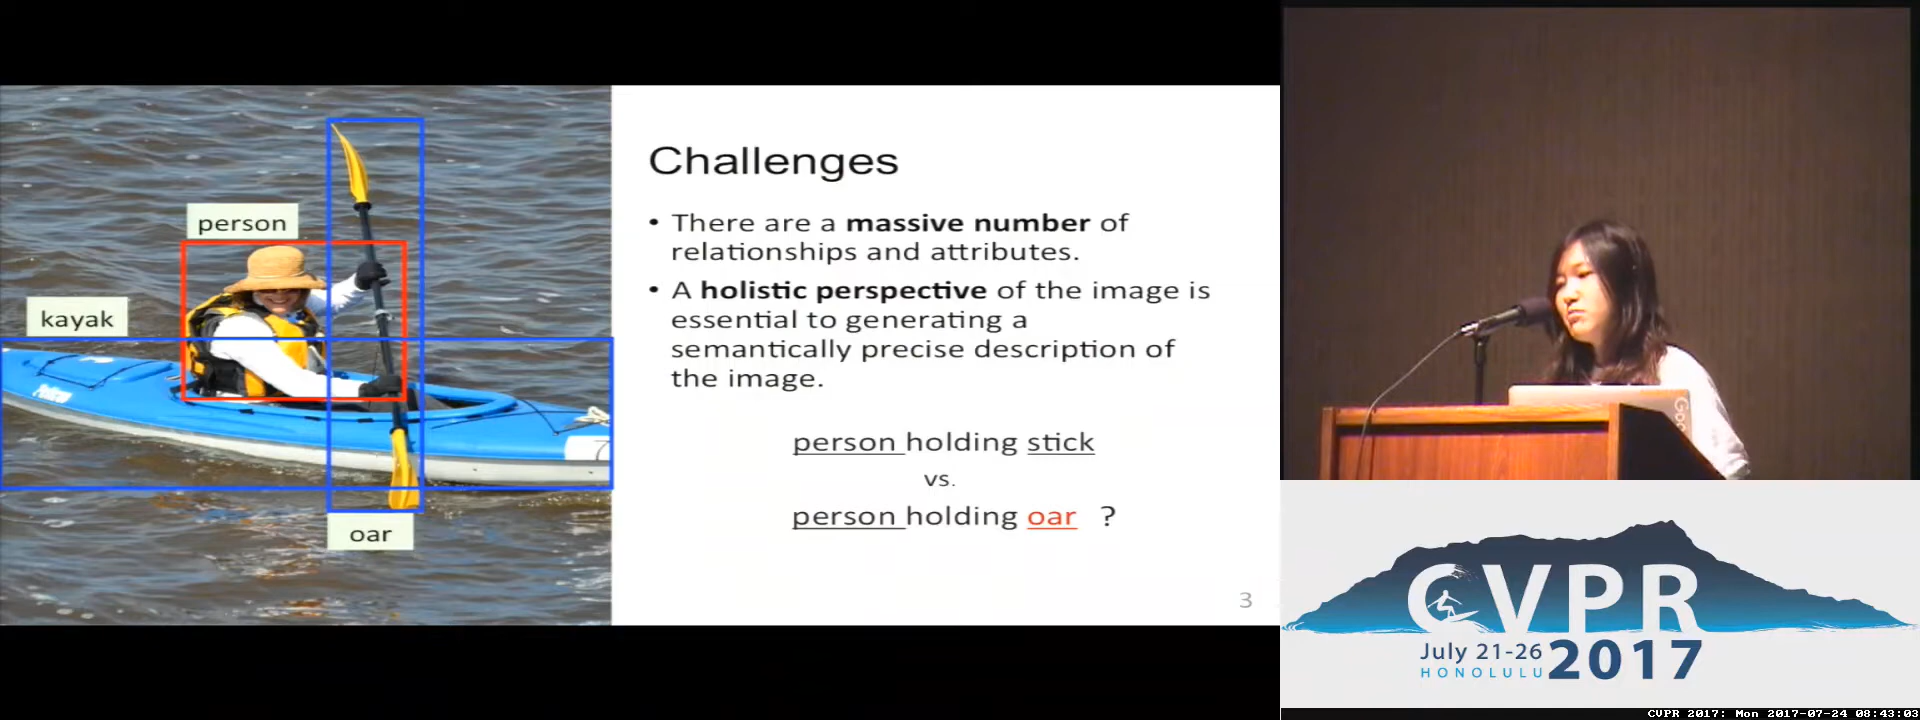 person
kayak
oar
Challenges
• There are a massive number of
relationships and attributes.
• A holistic perspective of the image is
essential to generating a
semantically precise description of
the image.
person holding stick
vs.
person holding oar ?
3
CVPR
July 21-26
HONOLULU
2017
CVPR 2017: Mon 2017-07-24 08:43:03